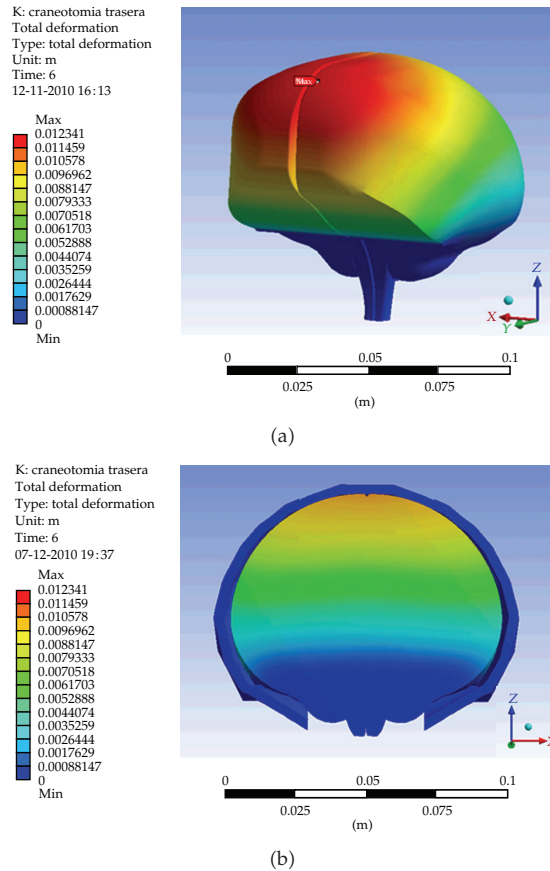 K: craneotomia trasera
Total deformation
Type: total deformation
Unit: m
Time: 6
12-11-2010 16:13
Max
0.012341
0.011459
0.010578
0.0096962
0.0088147
0.0079333
0.0070518
0.0061703
0.0052888
0.0044074
0.0035259
0.0026444
0.0017629
0.00088147
0
Min
Max
Z
X
Y
0 0.05 0.1
0.025 0.075
(m)
(a)
K: craneotomia trasera
Total deformation
Type: total deformation
Unit: m
Time: 6
07-12-2010 19:37
Max
0.012341
0.011459
0.010578
0.0096962
0.0088147
0.0079333
0.0070518
0.0061703
0.0052888
0.0044074
0.0035259
0.0026444
0.0017629
0.00088147
0
Min
Z
X
0 0.05 0.1
0.025 0.075
(m)
(b)